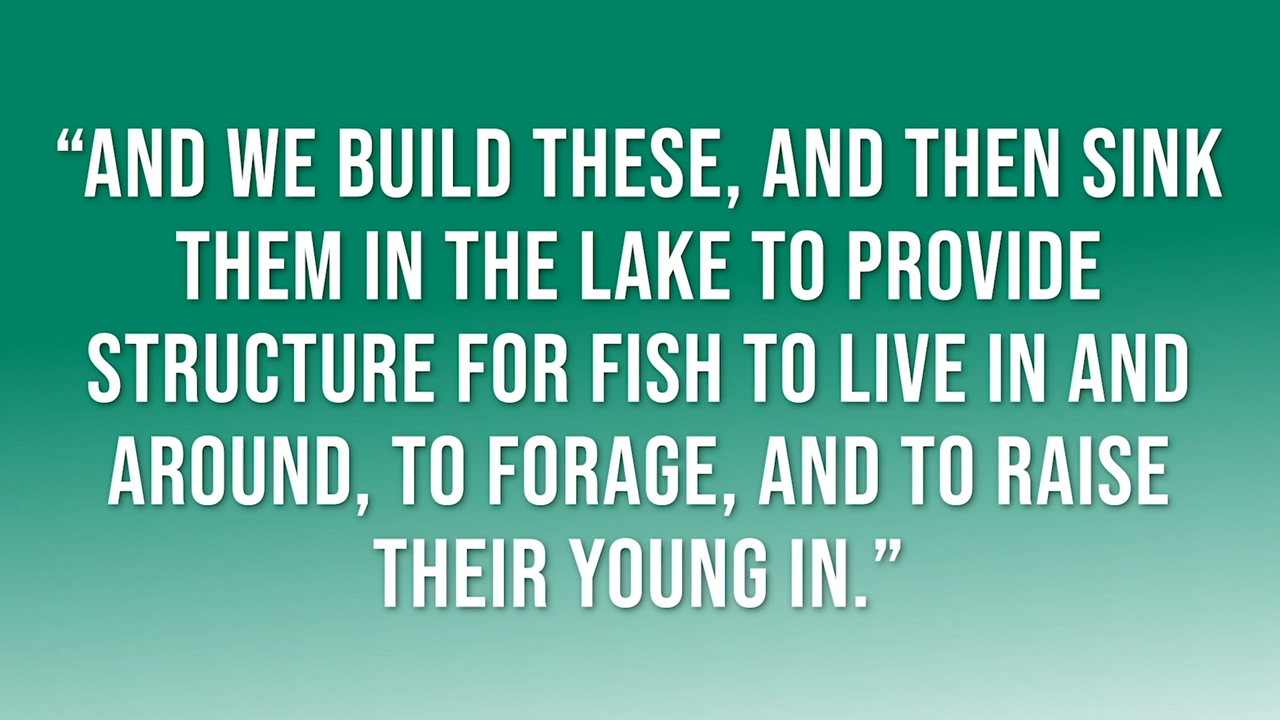 “AND WE BUILD THESE, AND THEN SINK
THEM IN THE LAKE TO PROVIDE
STRUCTURE FOR FISH TO LIVE IN AND
AROUND, TO FORAGE, AND TO RAISE
THEIR YOUNG IN.”